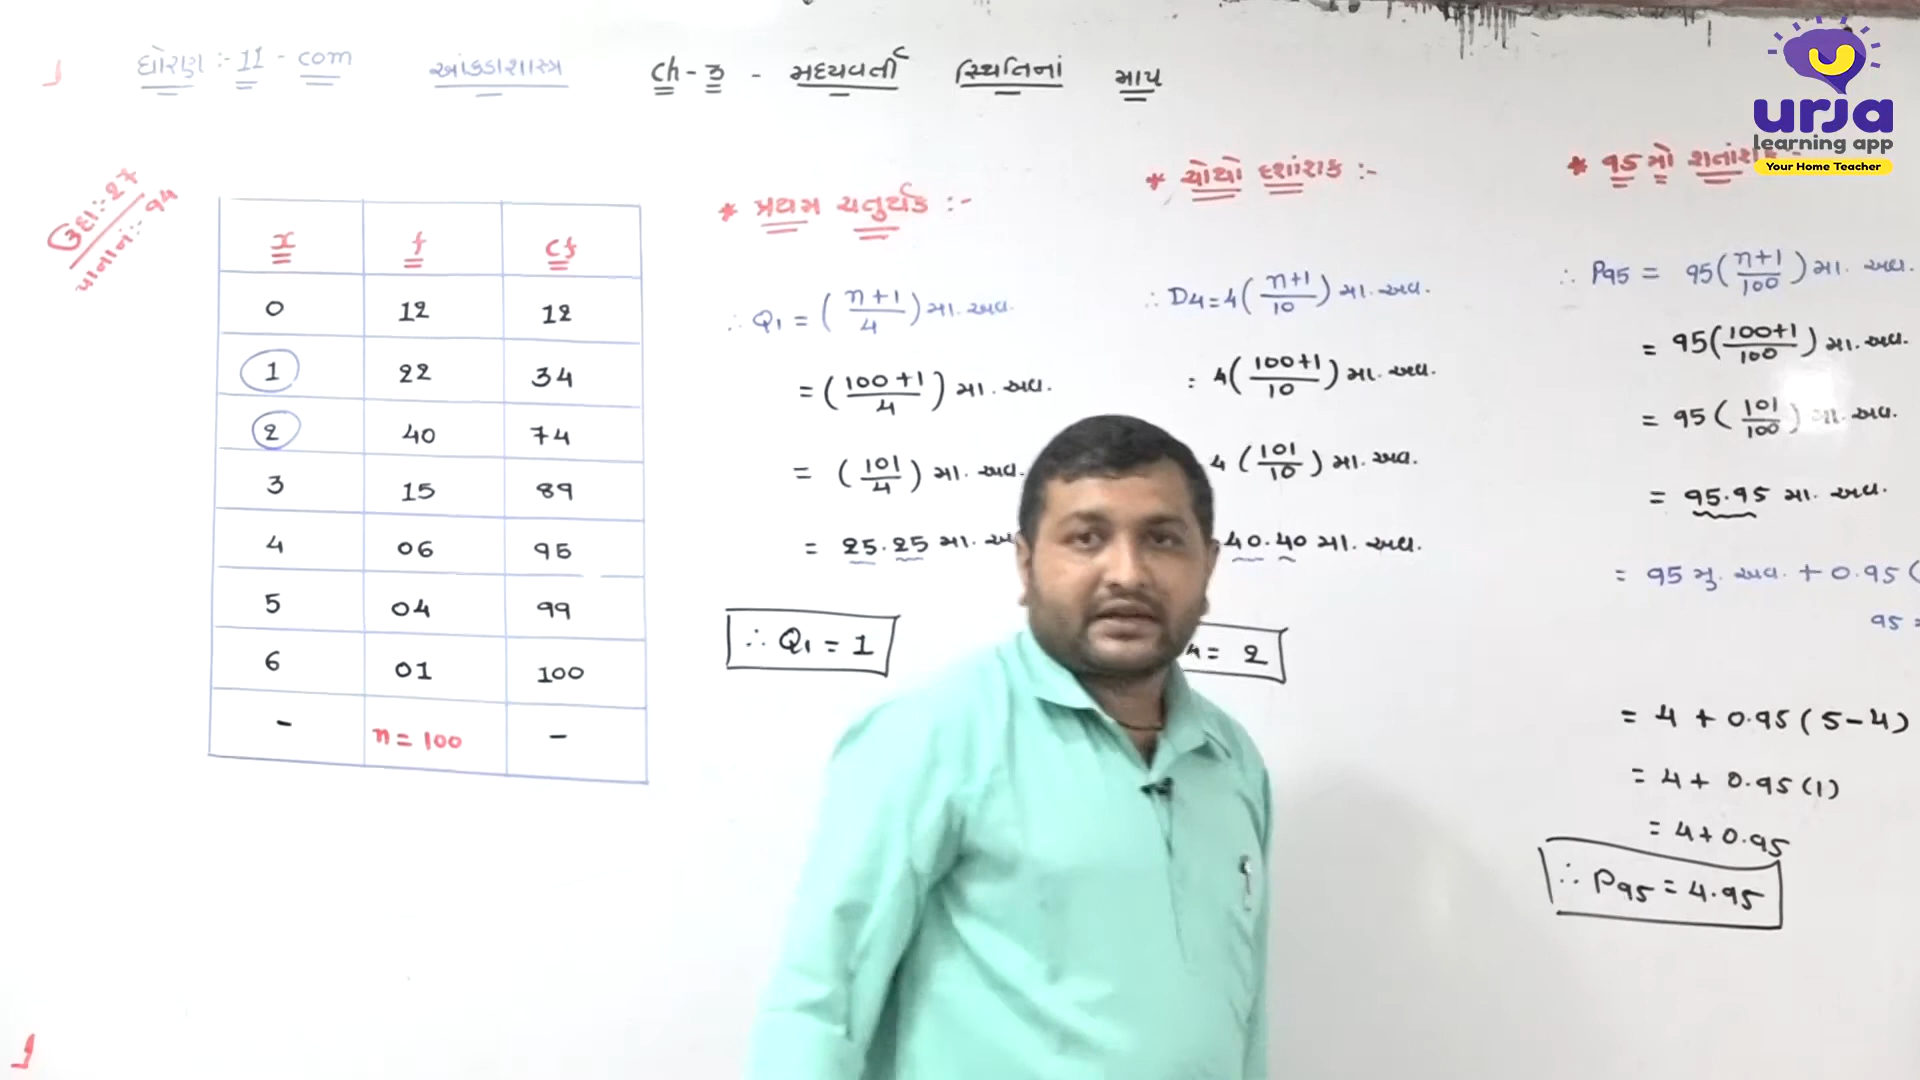 ધોરણ :- 11 - com આંકડાશાસ્ત્ર Ch - 3 - મધ્યવર્તી સ્થિતિનાં માપ
urja
learning app
Your Home Teacher
ઉદા:- 27
પાનાનં:- 94
x f cf
0 12 12
1 22 34
2 40 74
3 15 89
4 06 95
5 04 99
6 01 100
- n = 100 -
* પ્રથમ ચતુર્થક :-
∴ Q1 = (n+1/4) મા. અવ.
= (100+1/4) મા. અવ.
= (101/4) મા. અવ.
= 25.25 મા.
∴ Q1 = 1
* ચોથો દશાંશક :-
∴ D4 = 4(n+1/10) મા. અવ.
= 4(100+1/10) મા. અવ.
4(101/10) મા. અવ.
40.40 મા. અવ.
4 = 2
* 95 મો
∴ P95 = 95(n+1/100) મા. અવ.
= 95(100+1/100) મા. અવ.
= 95(101/100) મા. અવ.
= 95.95 મા. અવ.
= 95 મુ. અવ. + 0.95 (
95 =
= 4 + 0.95 (5-4)
= 4 + 0.95 (1)
= 4 + 0.95
∴ P95 = 4.95